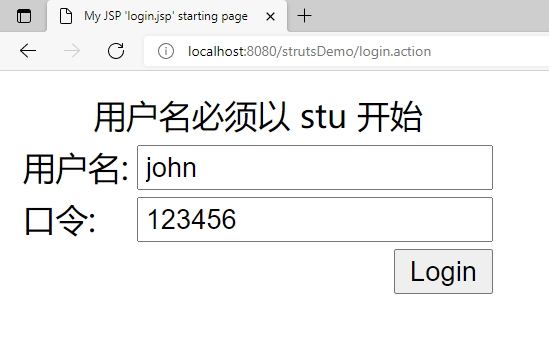 My JSP 'login.jsp' starting page
localhost:8080/strutsDemo/login.action
用户名必须以 stu 开始
用户名: john
口令: 123456
Login